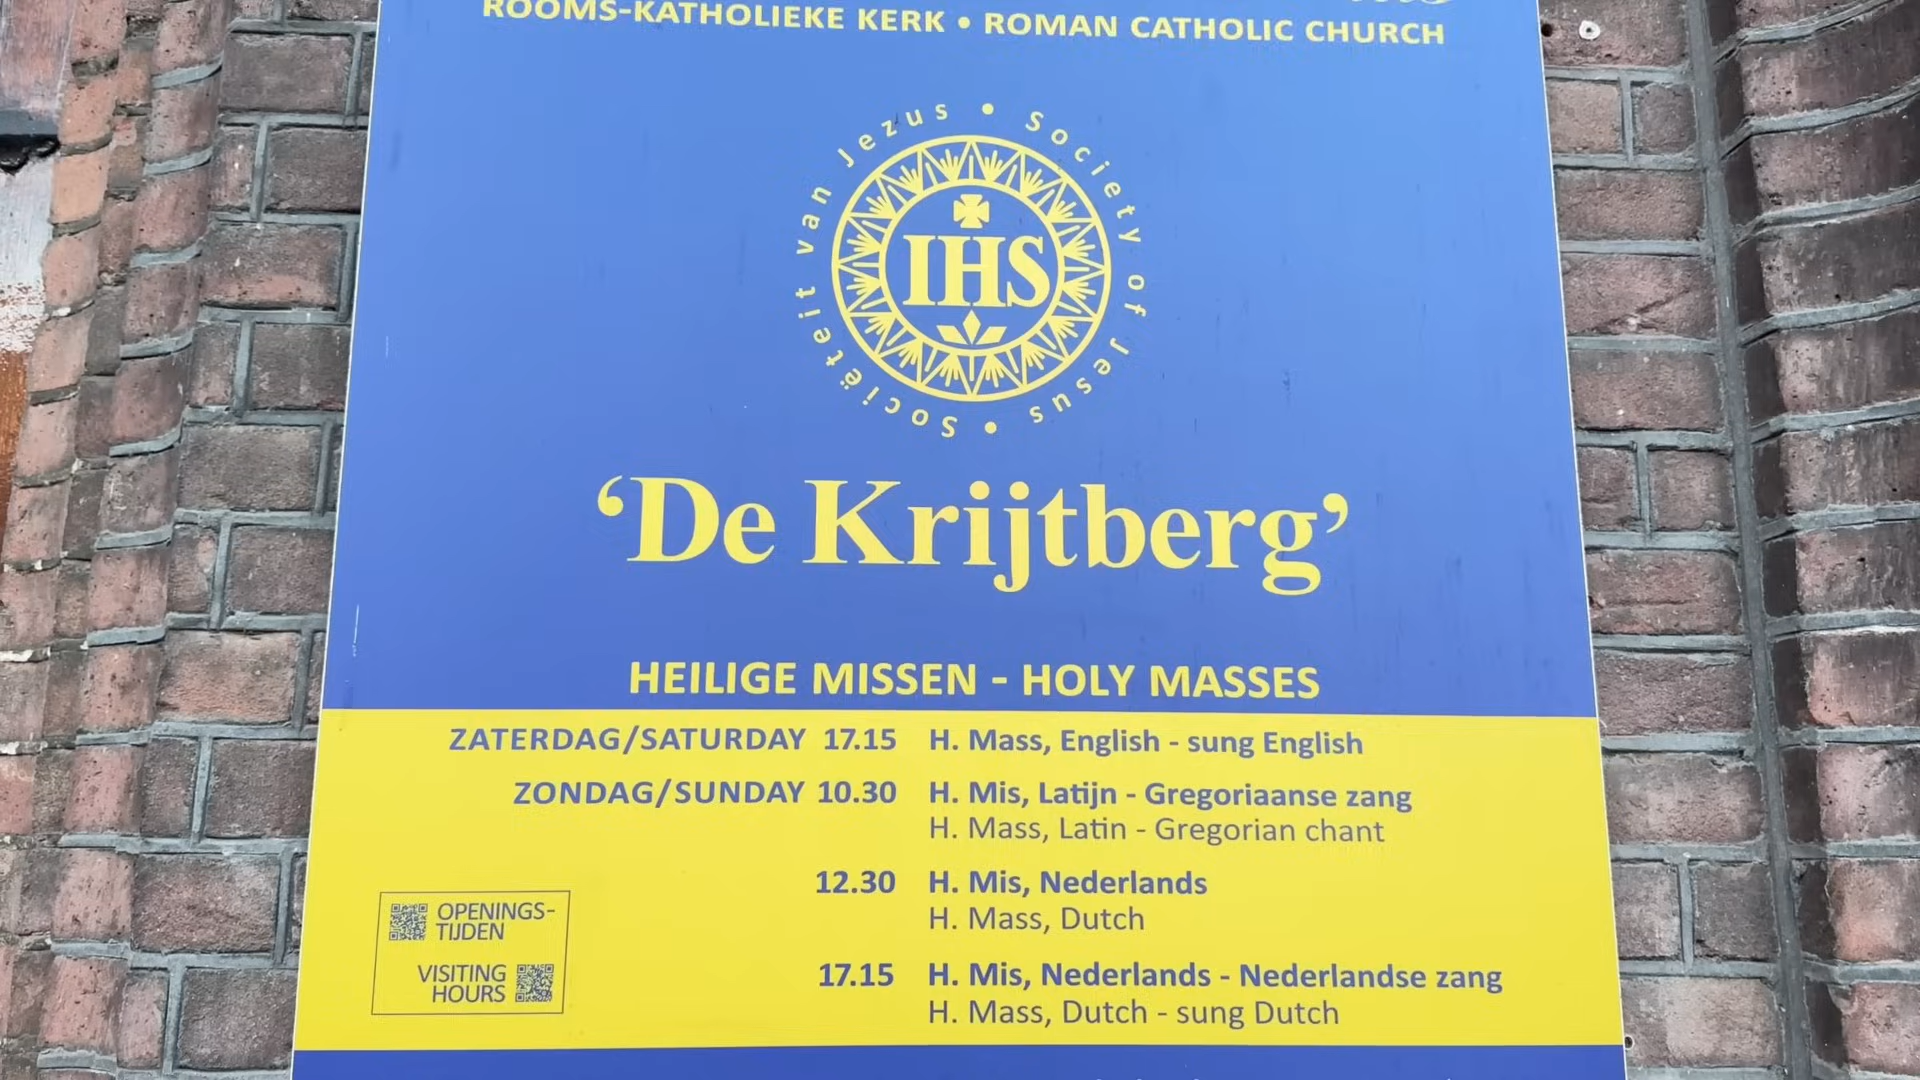 ROOMS-KATHOLIEKE KERK • ROMAN CATHOLIC CHURCH
Sociëteit van Jezus • Society of Jesus •
IHS
‘De Krijtberg’
HEILIGE MISSEN - HOLY MASSES
ZATERDAG/SATURDAY 17.15 H. Mass, English - sung English
ZONDAG/SUNDAY 10.30 H. Mis, Latijn - Gregoriaanse zang
H. Mass, Latin - Gregorian chant
12.30 H. Mis, Nederlands
H. Mass, Dutch
17.15 H. Mis, Nederlands - Nederlandse zang
H. Mass, Dutch - sung Dutch
OPENINGS-
TIJDEN
VISITING
HOURS